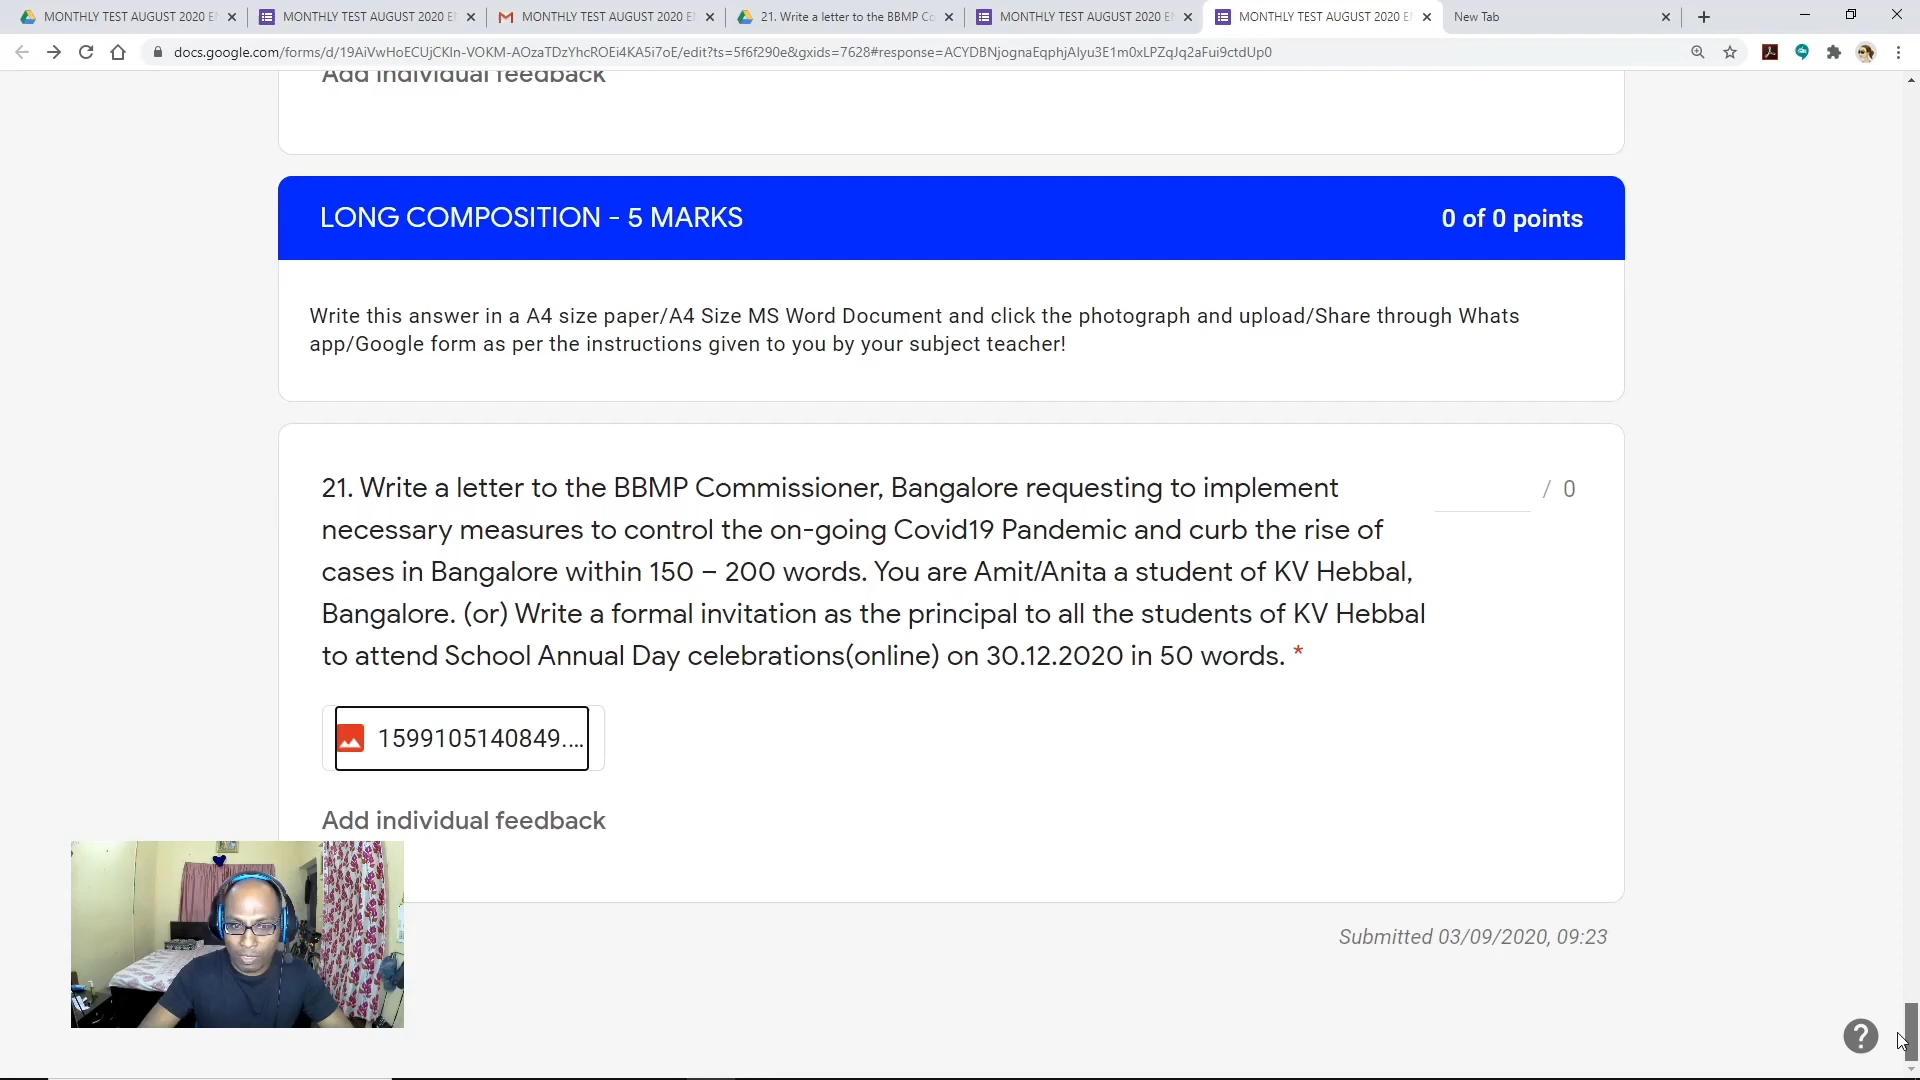 MONTHLY TEST AUGUST 2020 E
MONTHLY TEST AUGUST 2020 E
MONTHLY TEST AUGUST 2020 E
21. Write a letter to the BBMP Co
MONTHLY TEST AUGUST 2020 E
MONTHLY TEST AUGUST 2020 E
New Tab
docs.google.com/forms/d/19AiVwHoECUjCKIn-VOKM-AOzaTDzYhcROEi4KA5i7oE/edit?ts=5f6f290e&gxids=7628#response=ACYDBNjognaEqphjAlyu3E1m0xLPZqJq2aFui9ctdUp0
Add individual feedback
LONG COMPOSITION - 5 MARKS
0 of 0 points
Write this answer in a A4 size paper/A4 Size MS Word Document and click the photograph and upload/Share through Whats
app/Google form as per the instructions given to you by your subject teacher!
21. Write a letter to the BBMP Commissioner, Bangalore requesting to implement
necessary measures to control the on-going Covid19 Pandemic and curb the rise of
cases in Bangalore within 150 – 200 words. You are Amit/Anita a student of KV Hebbal,
Bangalore. (or) Write a formal invitation as the principal to all the students of KV Hebbal
to attend School Annual Day celebrations(online) on 30.12.2020 in 50 words. *
/ 0
1599105140849....
Add individual feedback
Submitted 03/09/2020, 09:23
?